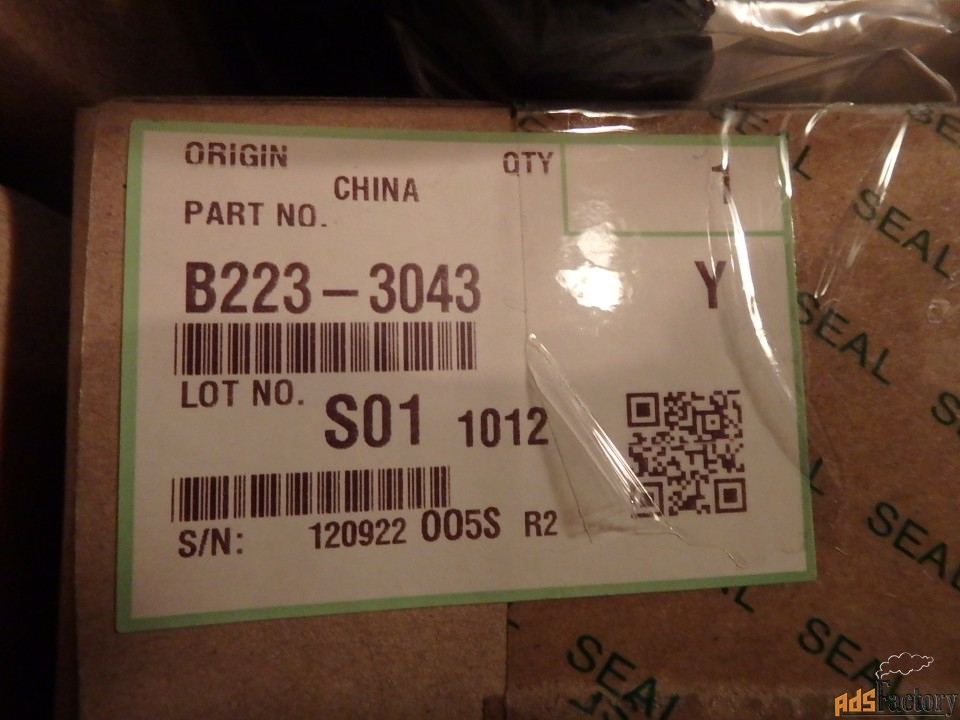 ORIGIN
QTY
1
CHINA
PART NO.
B223-3043
Y
LOT NO.
S01 1012
S/N: 120922 005S R2
SEAL
SEAL
SEAL
SEAL
SEAL
AdsFactory